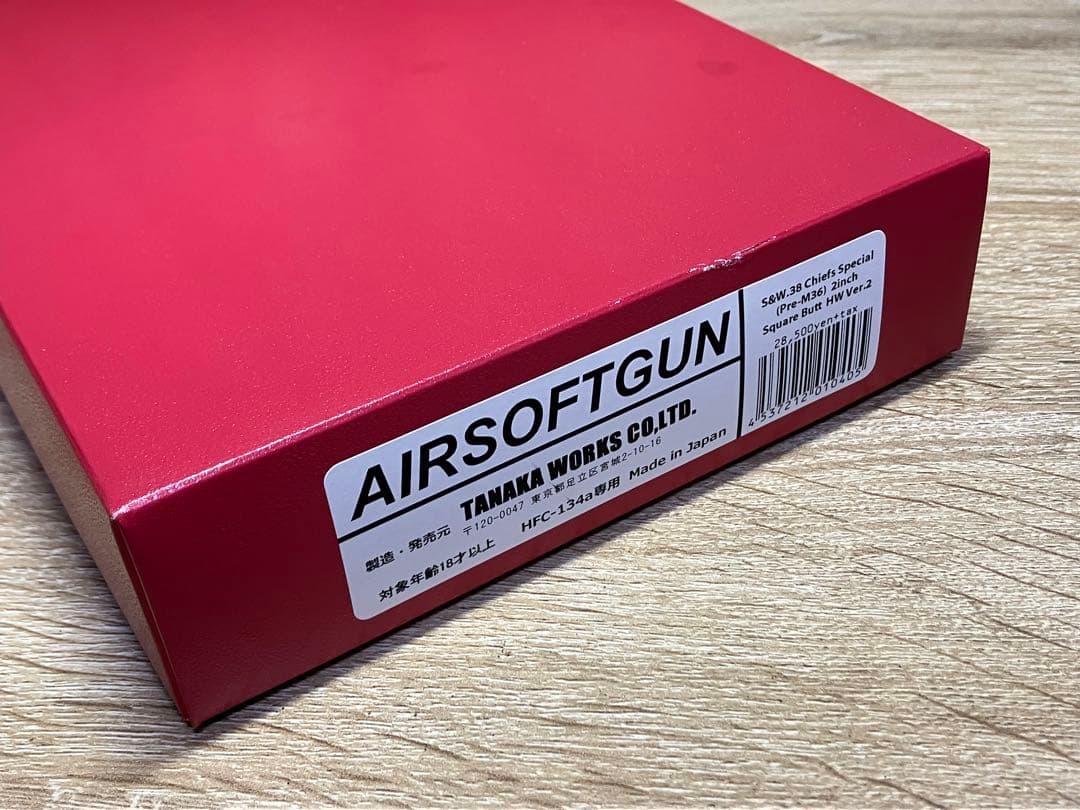 AIRSOFTGUN
製造・発売元 TANAKA WORKS CO,LTD.
〒120-0047 東京都足立区宮城2-10-16
対象年齢18才以上 HFC-134a専用 Made in Japan
S&W.38 Chiefs Special
(Pre-M36) 2inch
Square Butt HW Ver.2
28,500yen+tax
4537212010405